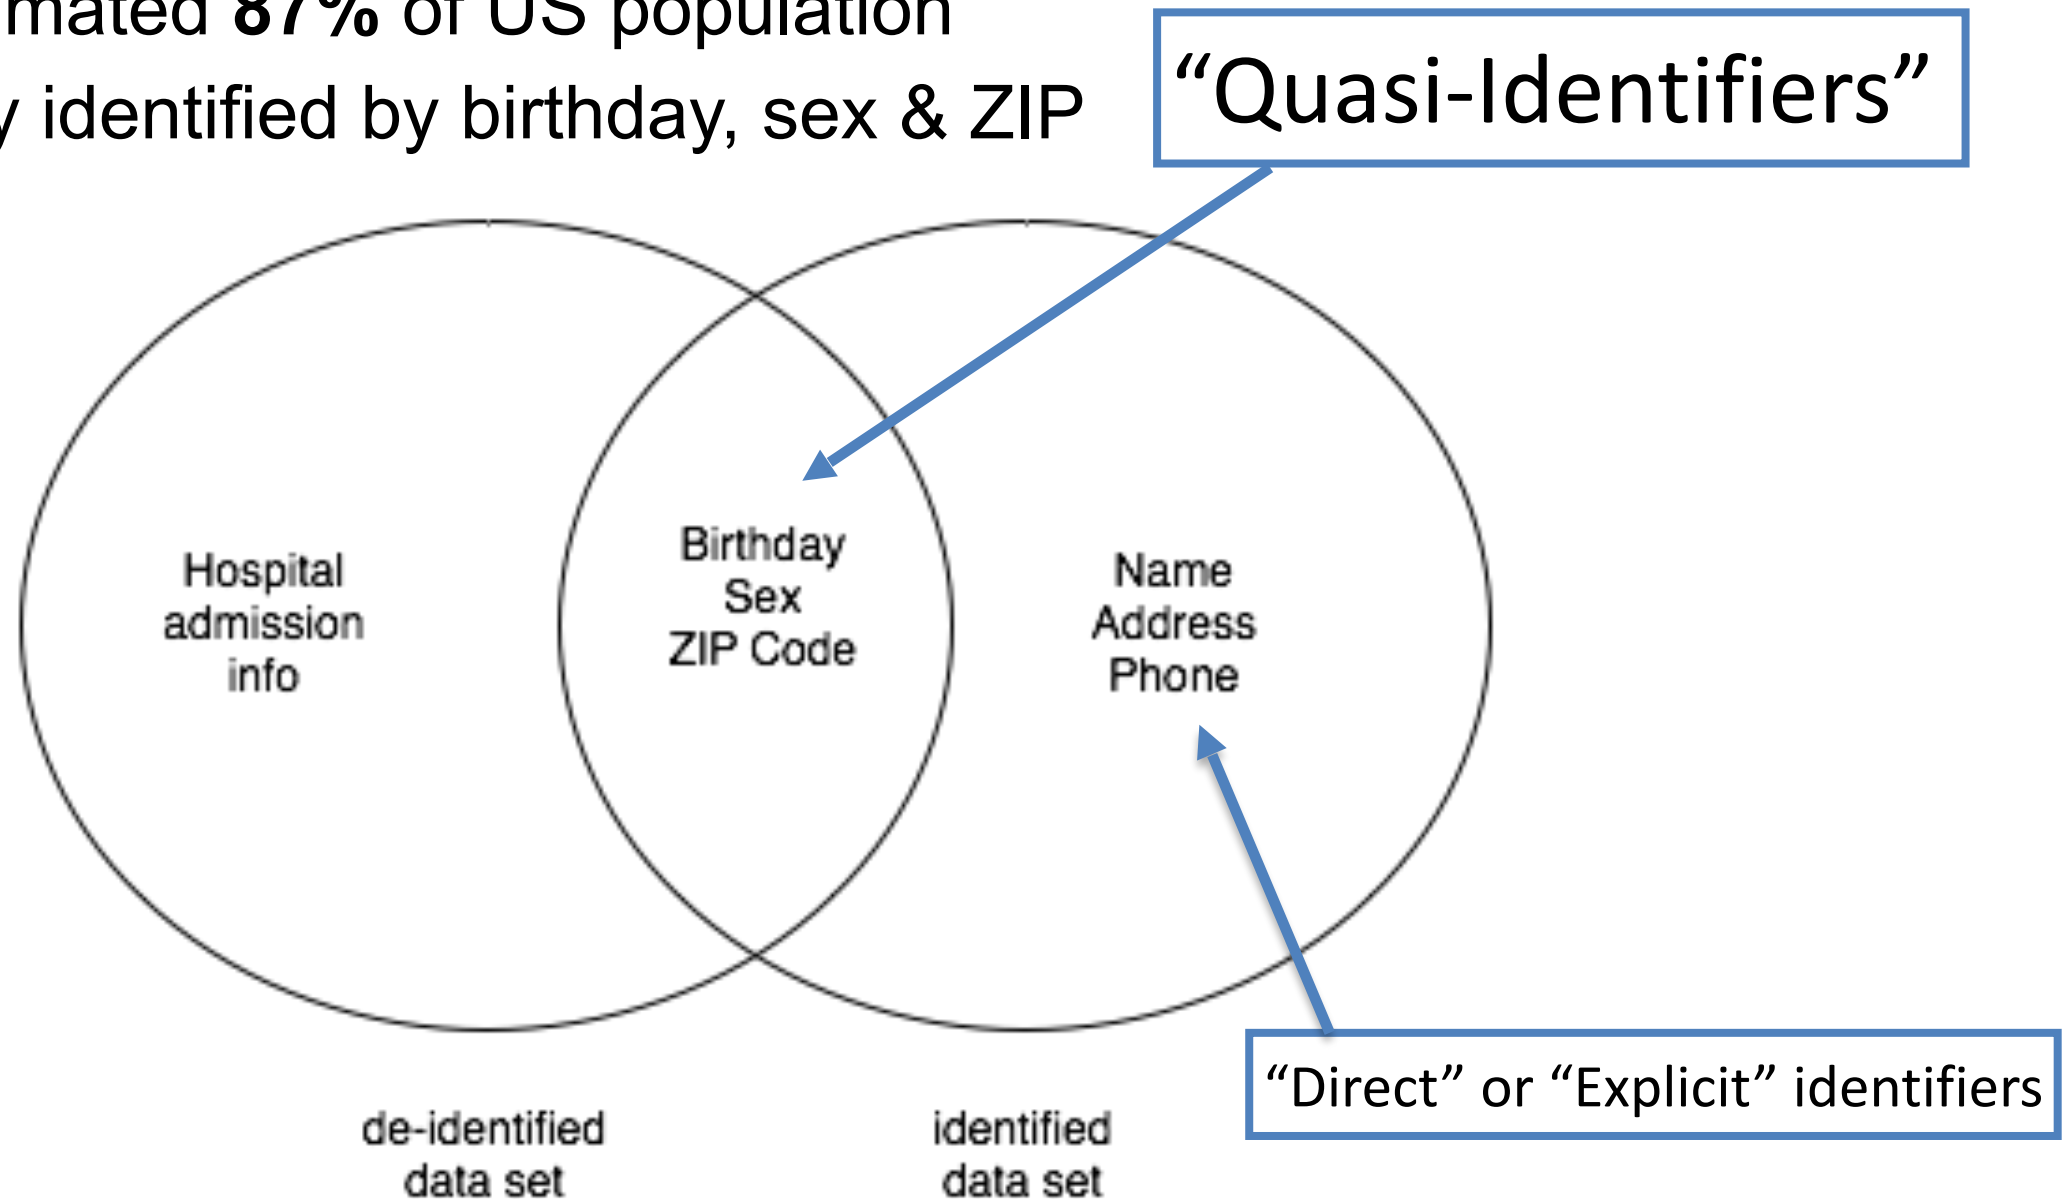 mated 87% of US population
y identified by birthday, sex & ZIP
“Quasi-Identifiers”
Hospital
admission
info
Birthday
Sex
ZIP Code
Name
Address
Phone
“Direct” or “Explicit” identifiers
de-identified
data set
identified
data set